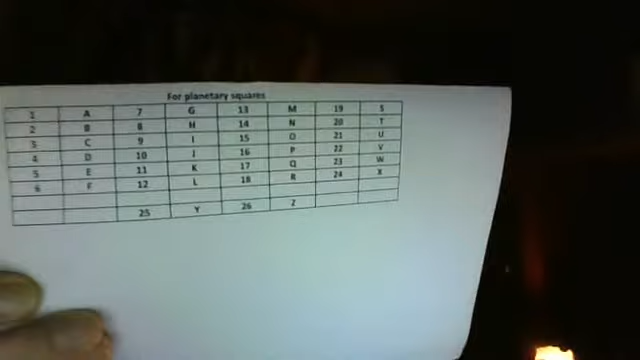 For planetary squares
1 A 7 G 13 M 19 S
2 B 8 H 14 N 20 T
3 C 9 I 15 O 21 U
4 D 10 J 16 P 22 V
5 E 11 K 17 Q 23 W
6 F 12 L 18 R 24 X
25 Y 26 Z